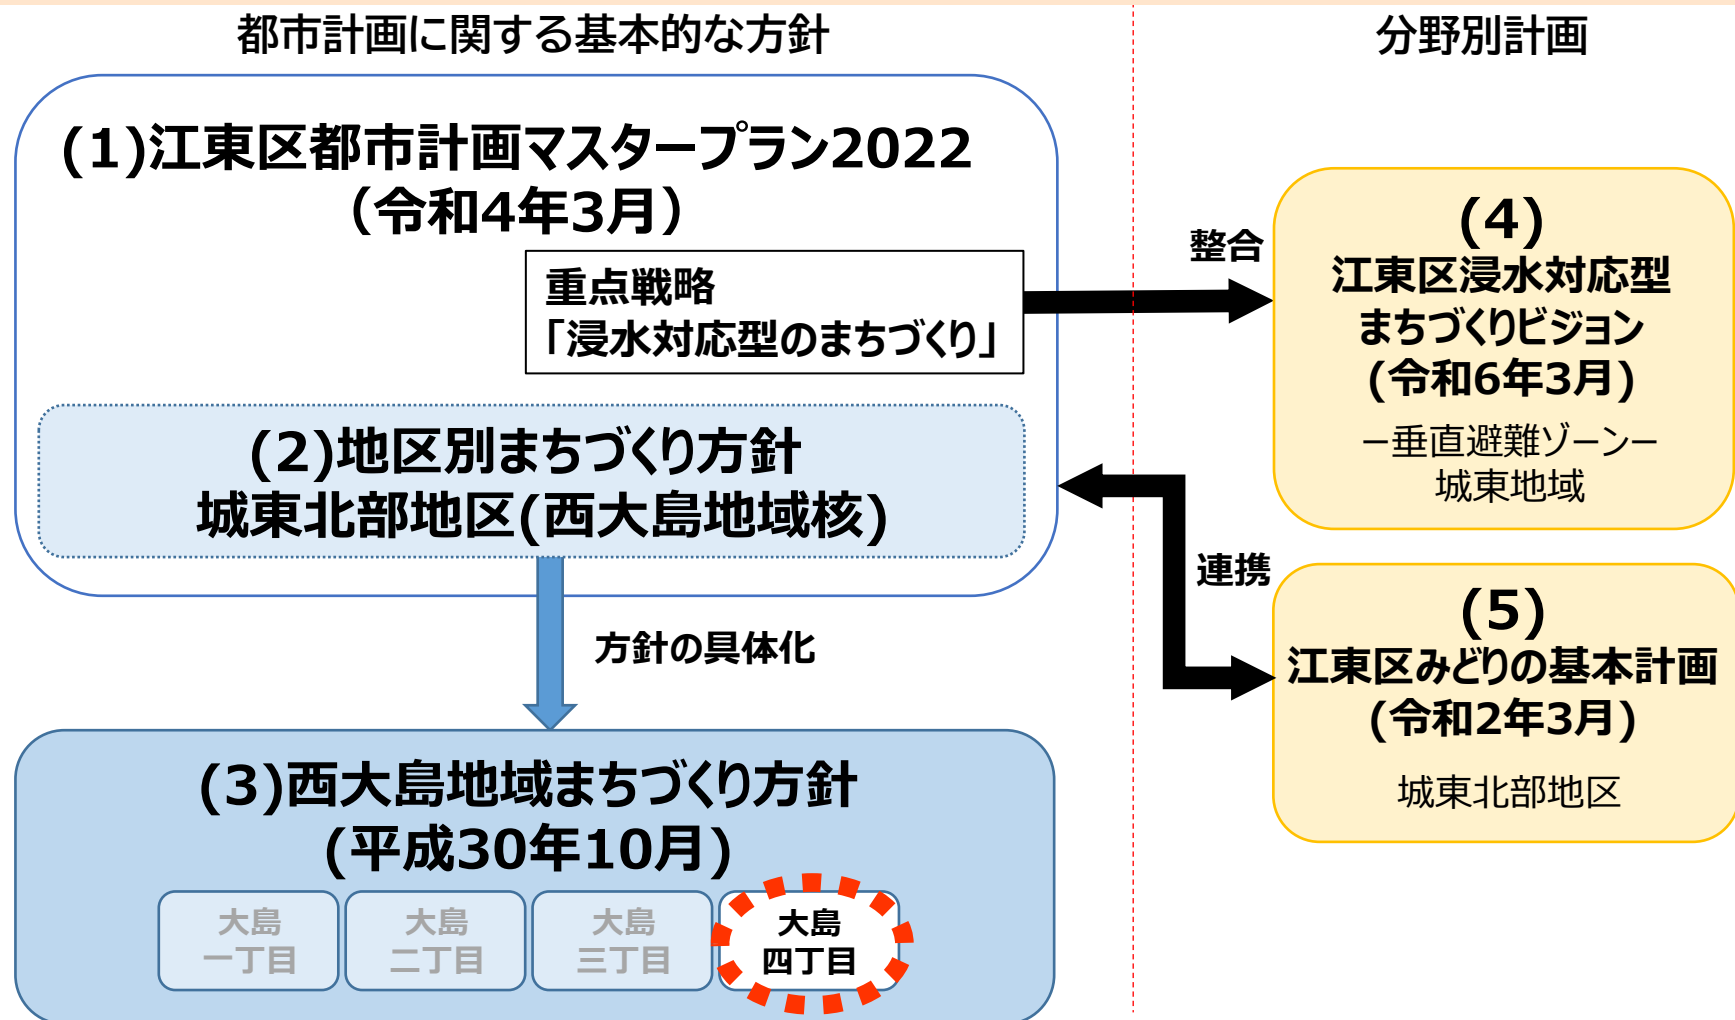 都市計画に関する基本的な方針
分野別計画
(1)江東区都市計画マスタープラン2022
（令和4年3月）
重点戦略
「浸水対応型のまちづくり」
(2)地区別まちづくり方針
城東北部地区(西大島地域核)
方針の具体化
(3)西大島地域まちづくり方針
(平成30年10月)
大島
一丁目
大島
二丁目
大島
三丁目
大島
四丁目
整合
(4)
江東区浸水対応型
まちづくりビジョン
(令和6年3月)
ー垂直避難ゾーンー
城東地域
連携
(5)
江東区みどりの基本計画
(令和2年3月)
城東北部地区